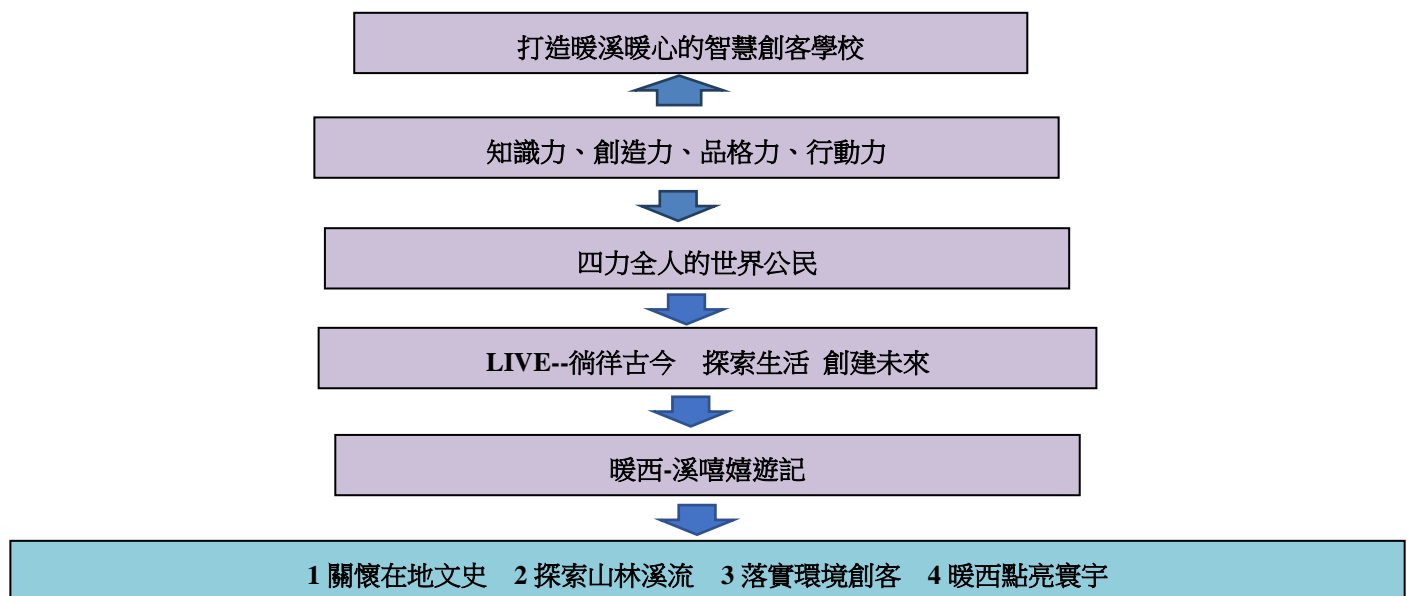 打造暖溪暖心的智慧創客學校
知識力、創造力、品格力、行動力
四力全人的世界公民
LIVE--徜徉古今　探索生活 創建未來
暖西-溪嘻嬉遊記
1 關懷在地文史　2 探索山林溪流　3 落實環境創客　4 暖西點亮寰宇